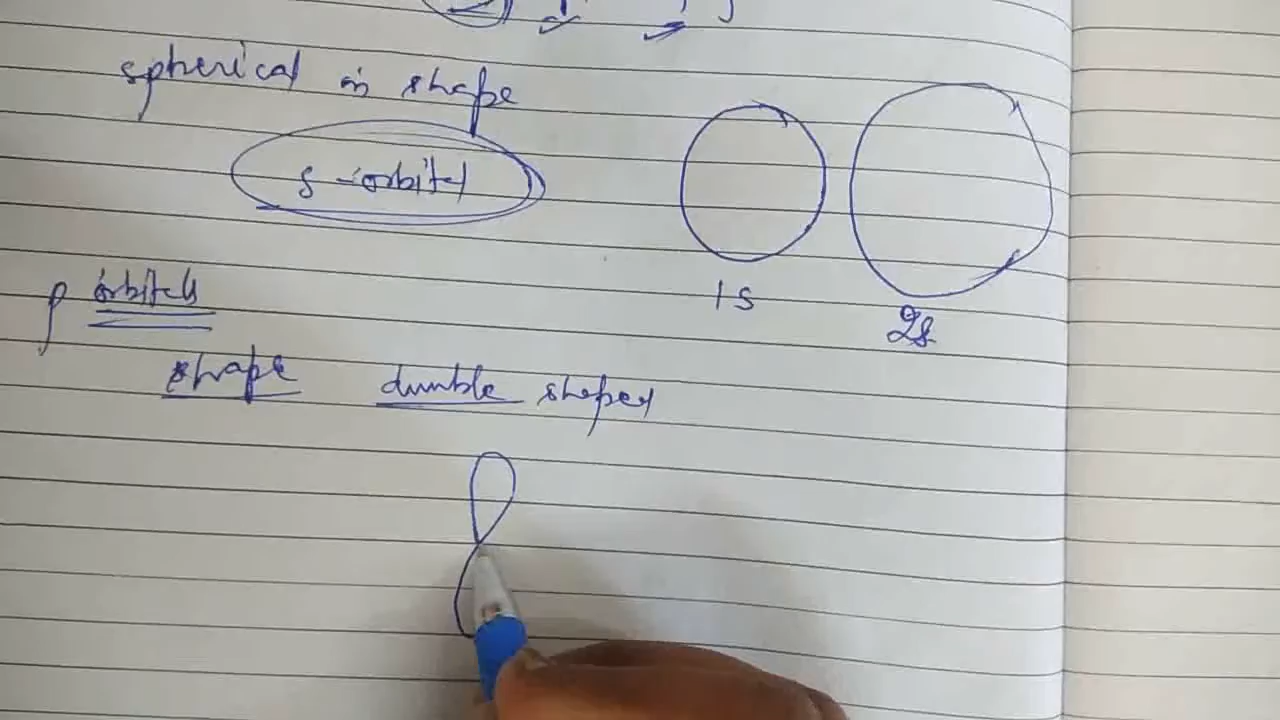 spherical in shape
s-orbital
1s
2s
p orbitals
shape dumble shaped